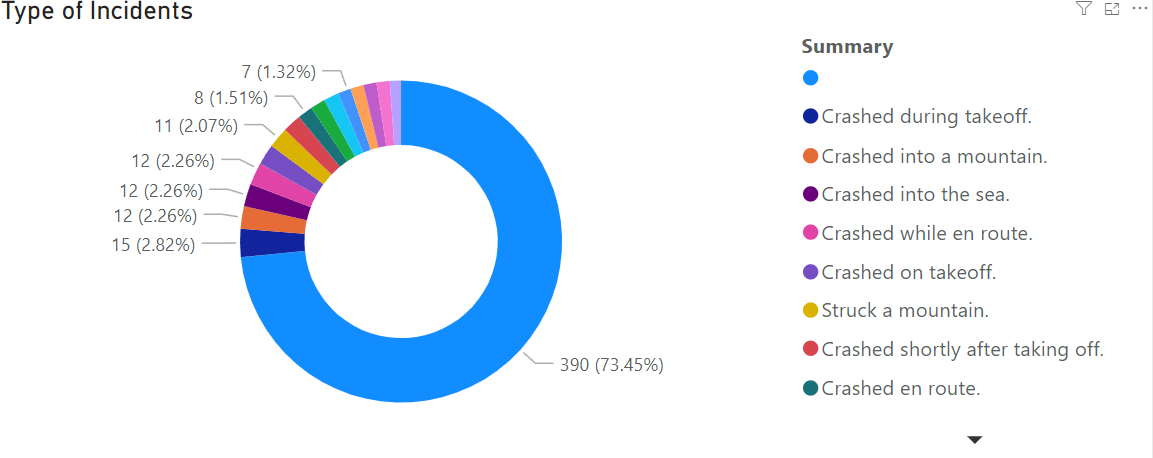 Type of Incidents
7 (1.32%)
8 (1.51%)
11 (2.07%)
12 (2.26%)
12 (2.26%)
12 (2.26%)
15 (2.82%)
390 (73.45%)
Summary
Crashed during takeoff.
Crashed into a mountain.
Crashed into the sea.
Crashed while en route.
Crashed on takeoff.
Struck a mountain.
Crashed shortly after taking off.
Crashed en route.